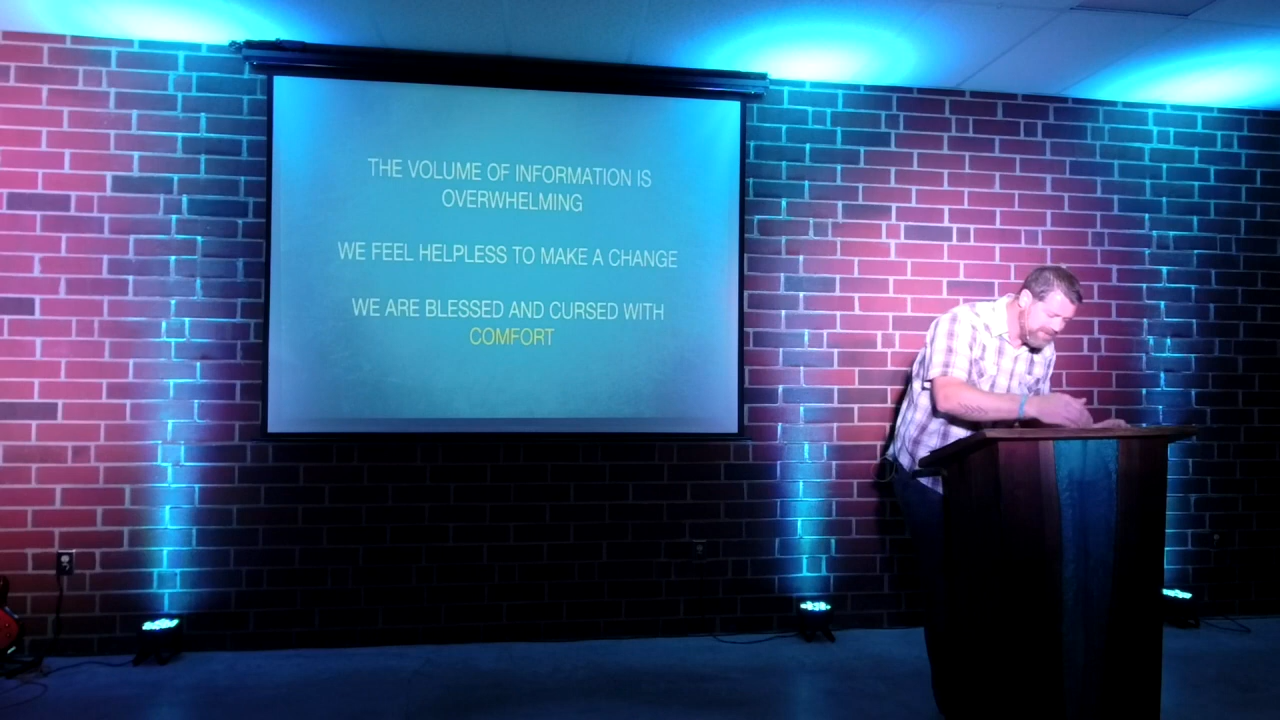 THE VOLUME OF INFORMATION IS
OVERWHELMING
WE FEEL HELPLESS TO MAKE A CHANGE
WE ARE BLESSED AND CURSED WITH
COMFORT